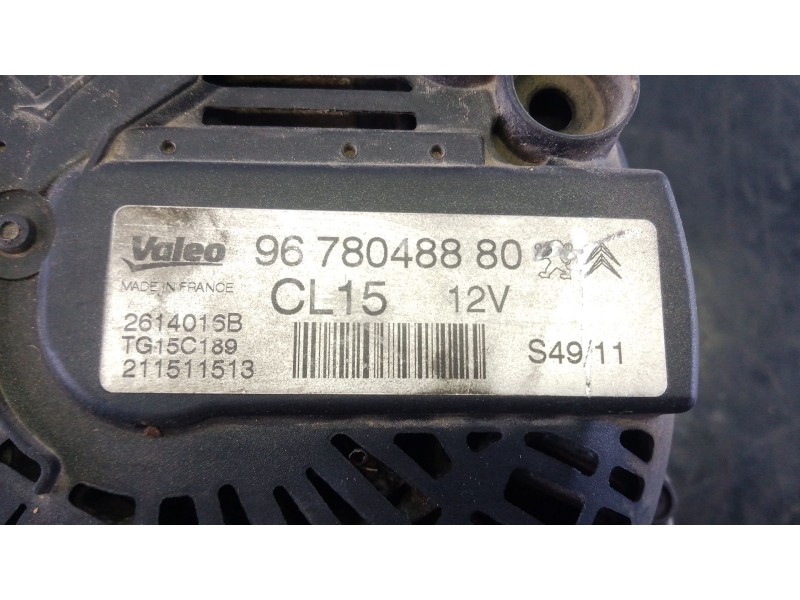 Valeo 96 780488 80
MADE IN FRANCE CL15 12V
2614016B
TG15C189 S49/11
211511513